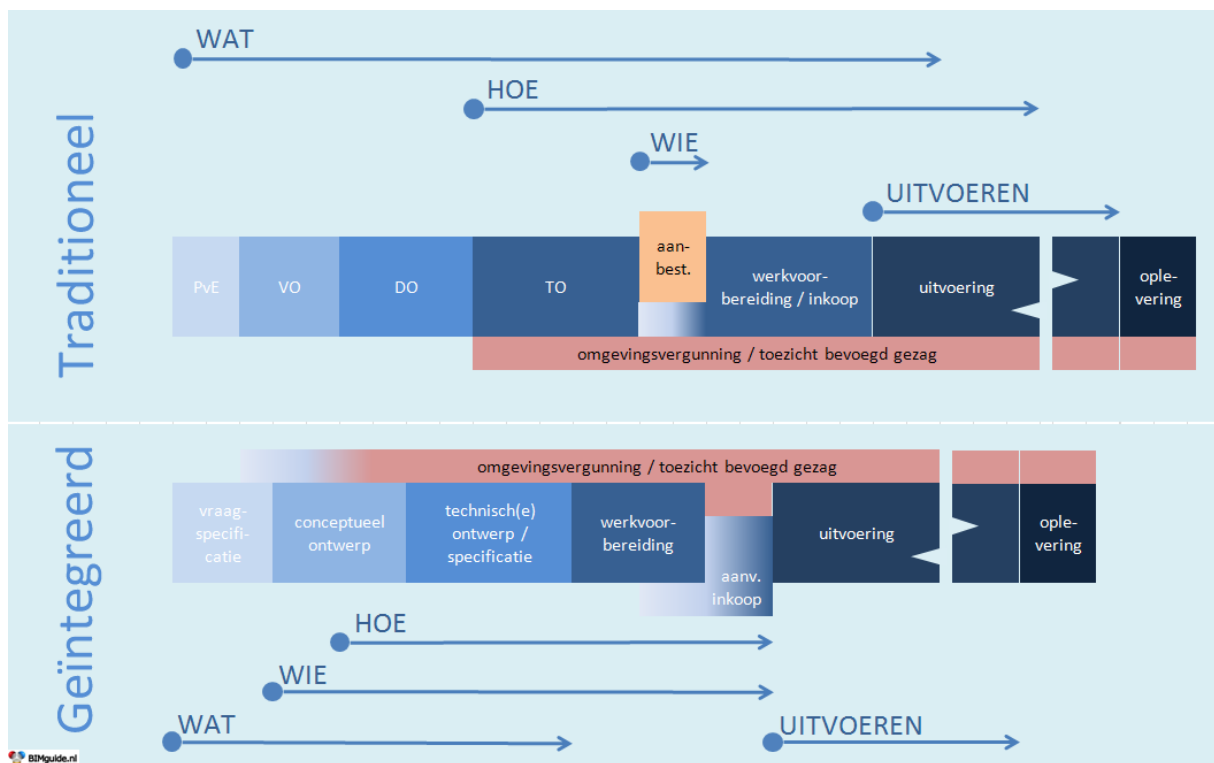 WAT
HOE
WIE
UITVOEREN
Traditioneel
PvE
VO
DO
TO
aan-
best.
werkvoor-
bereiding / inkoop
uitvoering
ople-
vering
omgevingsvergunning / toezicht bevoegd gezag
Geïntegreerd
omgevingsvergunning / toezicht bevoegd gezag
vraag-
specifi-
catie
conceptueel
ontwerp
technisch(e)
ontwerp /
specificatie
werkvoor-
bereiding
aanv.
inkoop
uitvoering
ople-
vering
HOE
WIE
WAT
UITVOEREN
BIMguide.nl